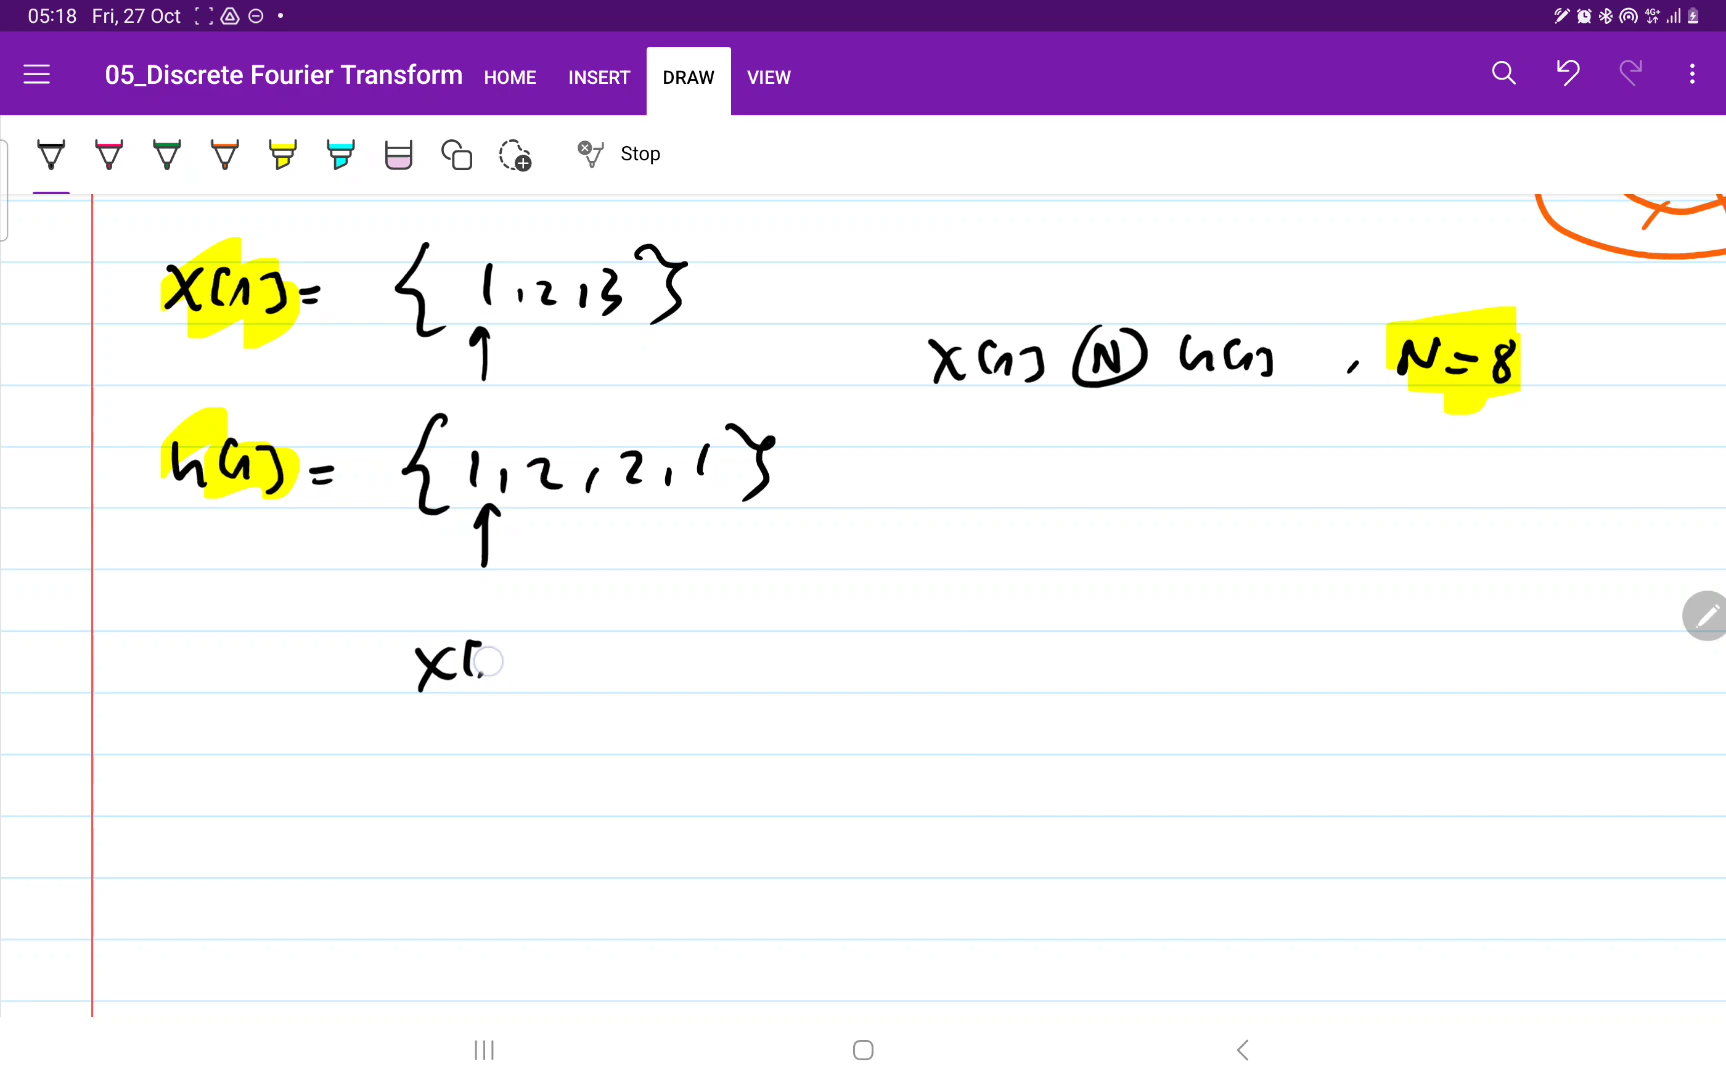 05:18 Fri, 27 Oct
4G+
05_Discrete Fourier Transform HOME INSERT DRAW VIEW
Stop
x[n] = { 1, 2, 3 }
↑
x[n] Ⓝ h[n] , N=8
h[n] = { 1, 2, 2, 1 }
↑
x[